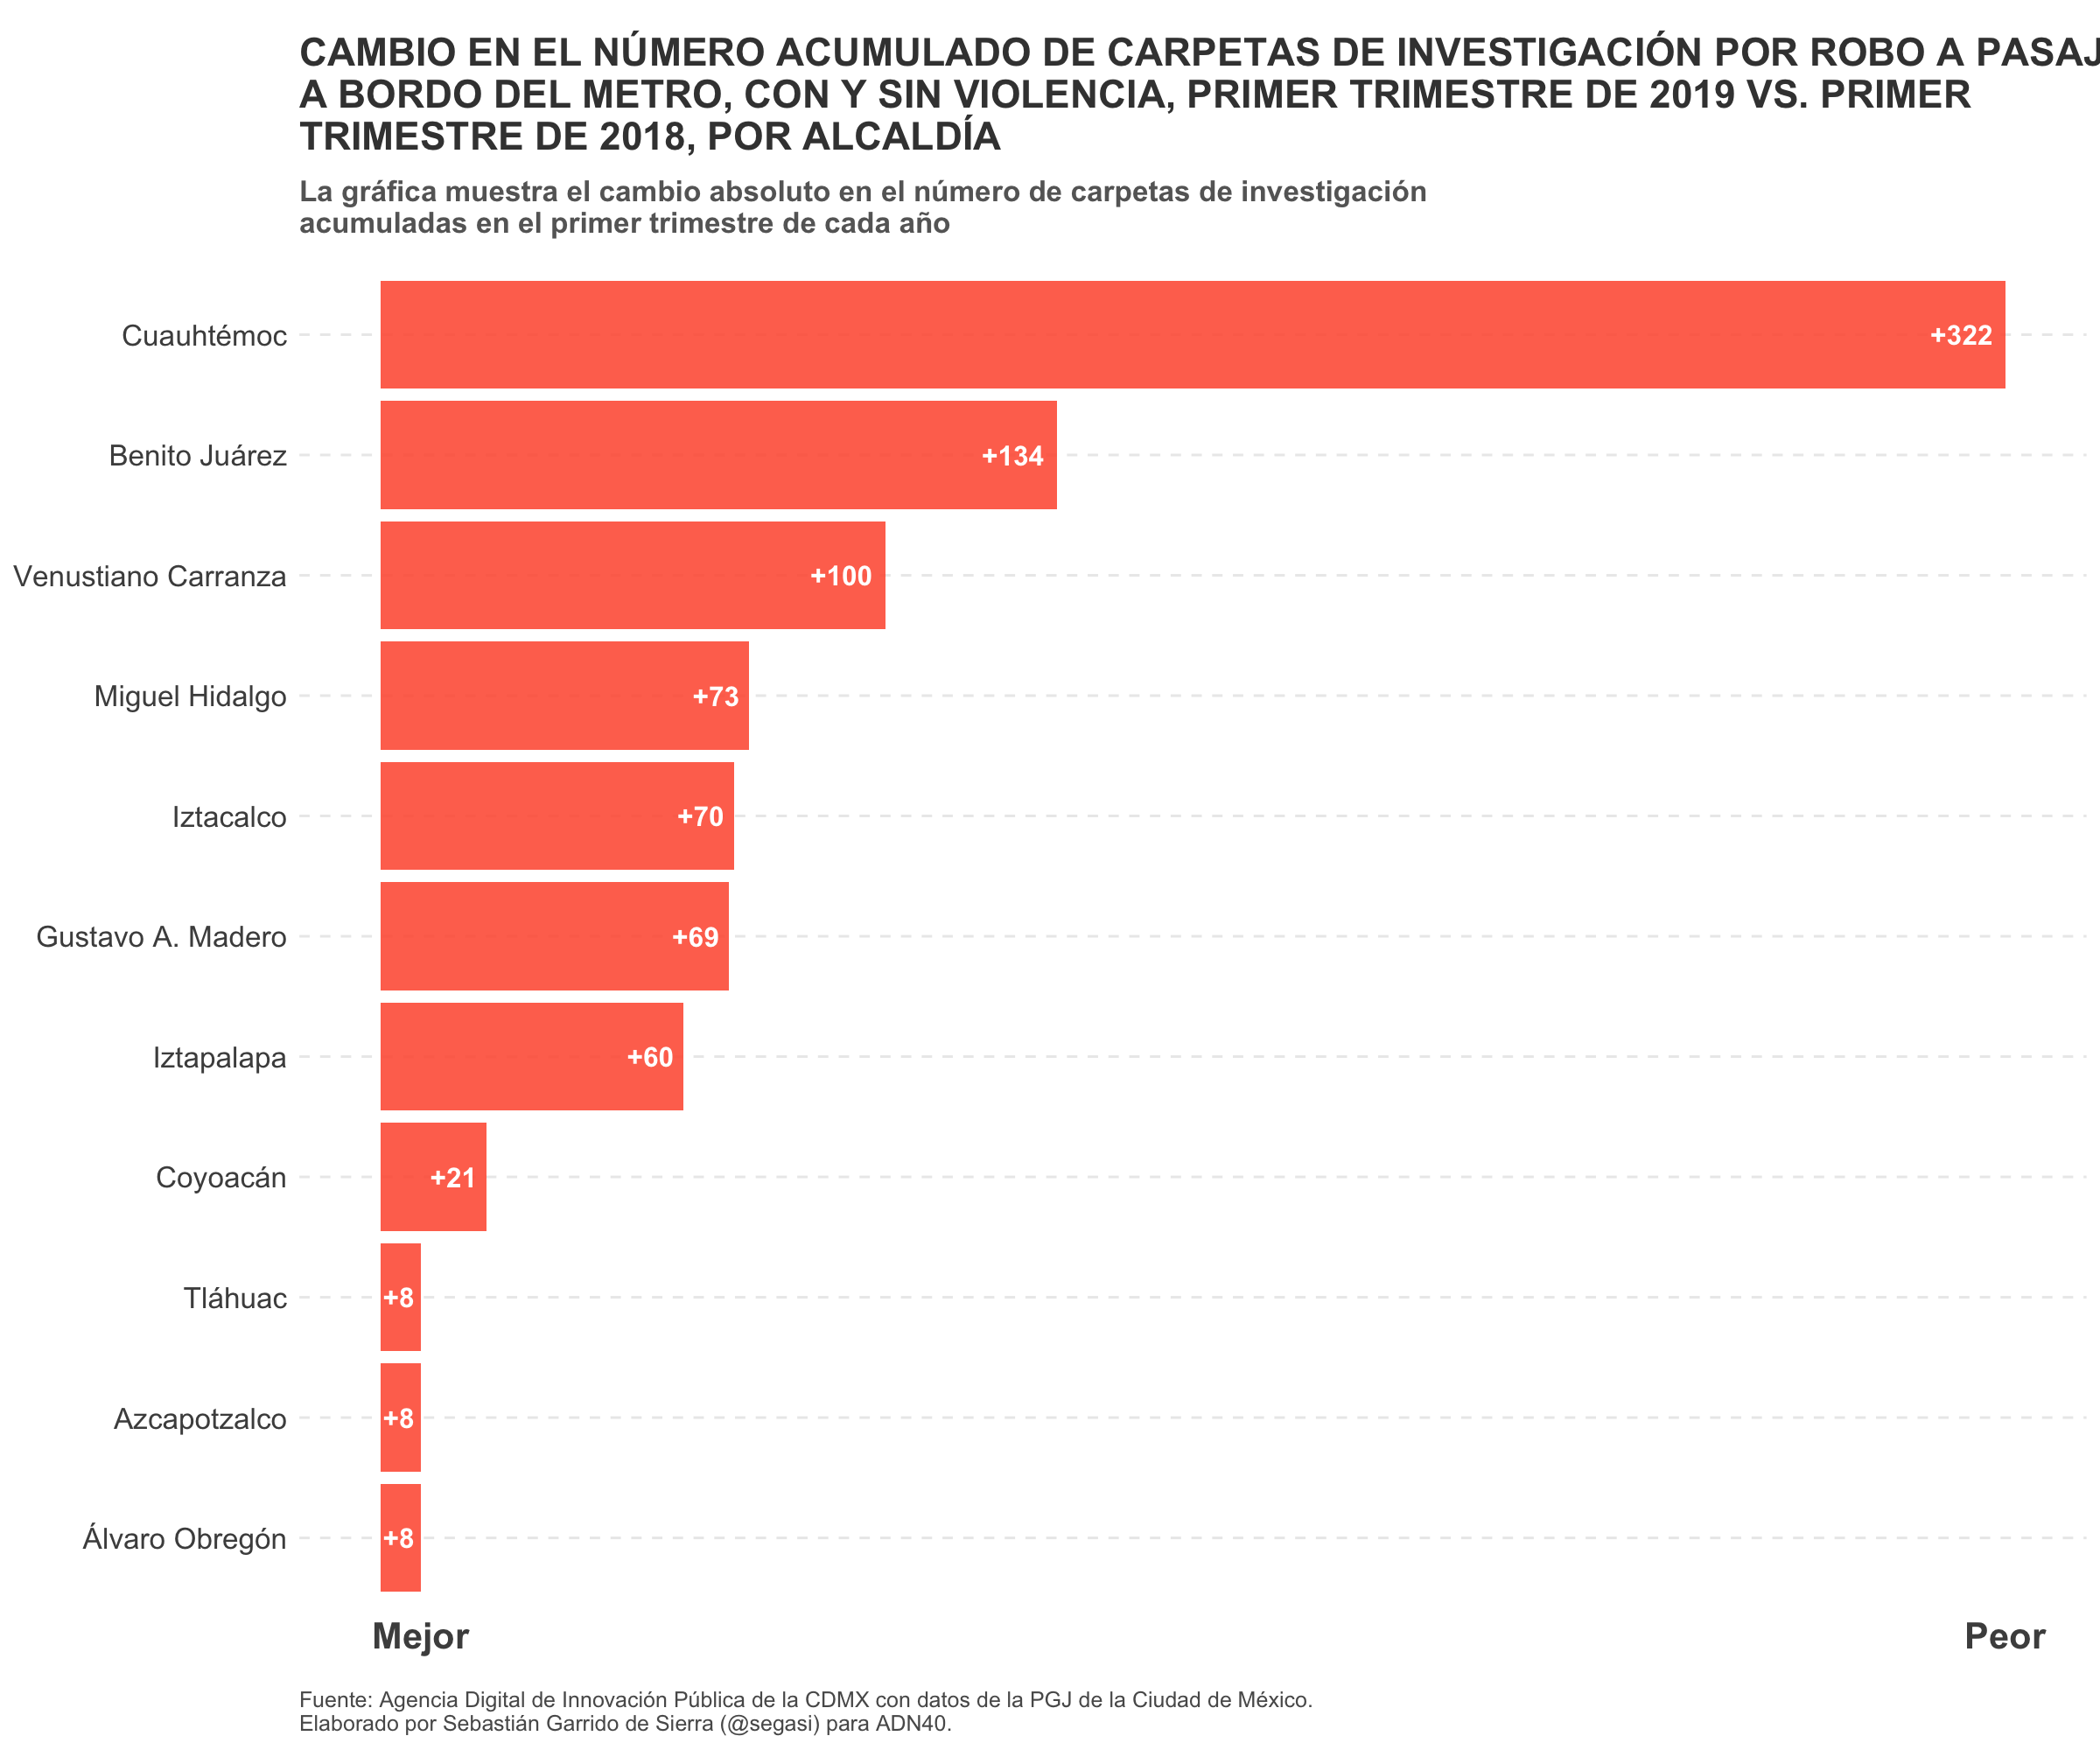 CAMBIO EN EL NÚMERO ACUMULADO DE CARPETAS DE INVESTIGACIÓN POR ROBO A PASAJ
A BORDO DEL METRO, CON Y SIN VIOLENCIA, PRIMER TRIMESTRE DE 2019 VS. PRIMER
TRIMESTRE DE 2018, POR ALCALDÍA
La gráfica muestra el cambio absoluto en el número de carpetas de investigación
acumuladas en el primer trimestre de cada año
Cuauhtémoc +322
Benito Juárez +134
Venustiano Carranza +100
Miguel Hidalgo +73
Iztacalco +70
Gustavo A. Madero +69
Iztapalapa +60
Coyoacán +21
Tláhuac +8
Azcapotzalco +8
Álvaro Obregón +8
Mejor Peor
Fuente: Agencia Digital de Innovación Pública de la CDMX con datos de la PGJ de la Ciudad de México.
Elaborado por Sebastián Garrido de Sierra (@segasi) para ADN40.